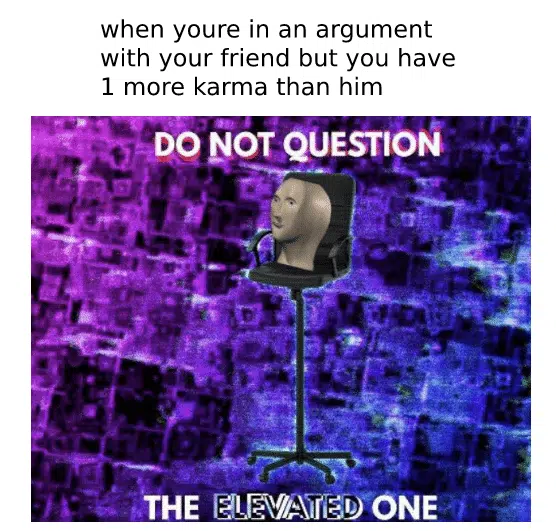 when youre in an argument
with your friend but you have
1 more karma than him
DO NOT QUESTION
THE ELEVATED ONE